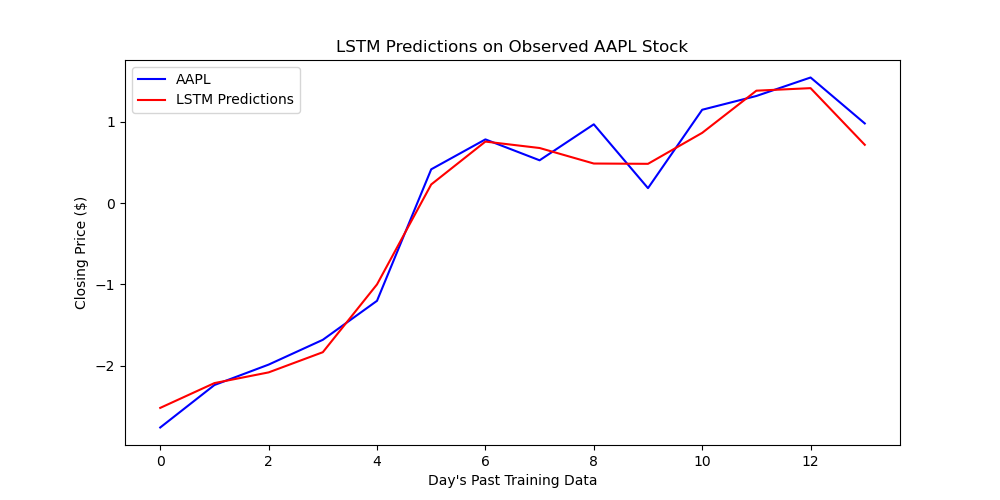 LSTM Predictions on Observed AAPL Stock
AAPL
LSTM Predictions
Closing Price ($)
1
0
−1
−2
0 2 4 6 8 10 12
Day's Past Training Data